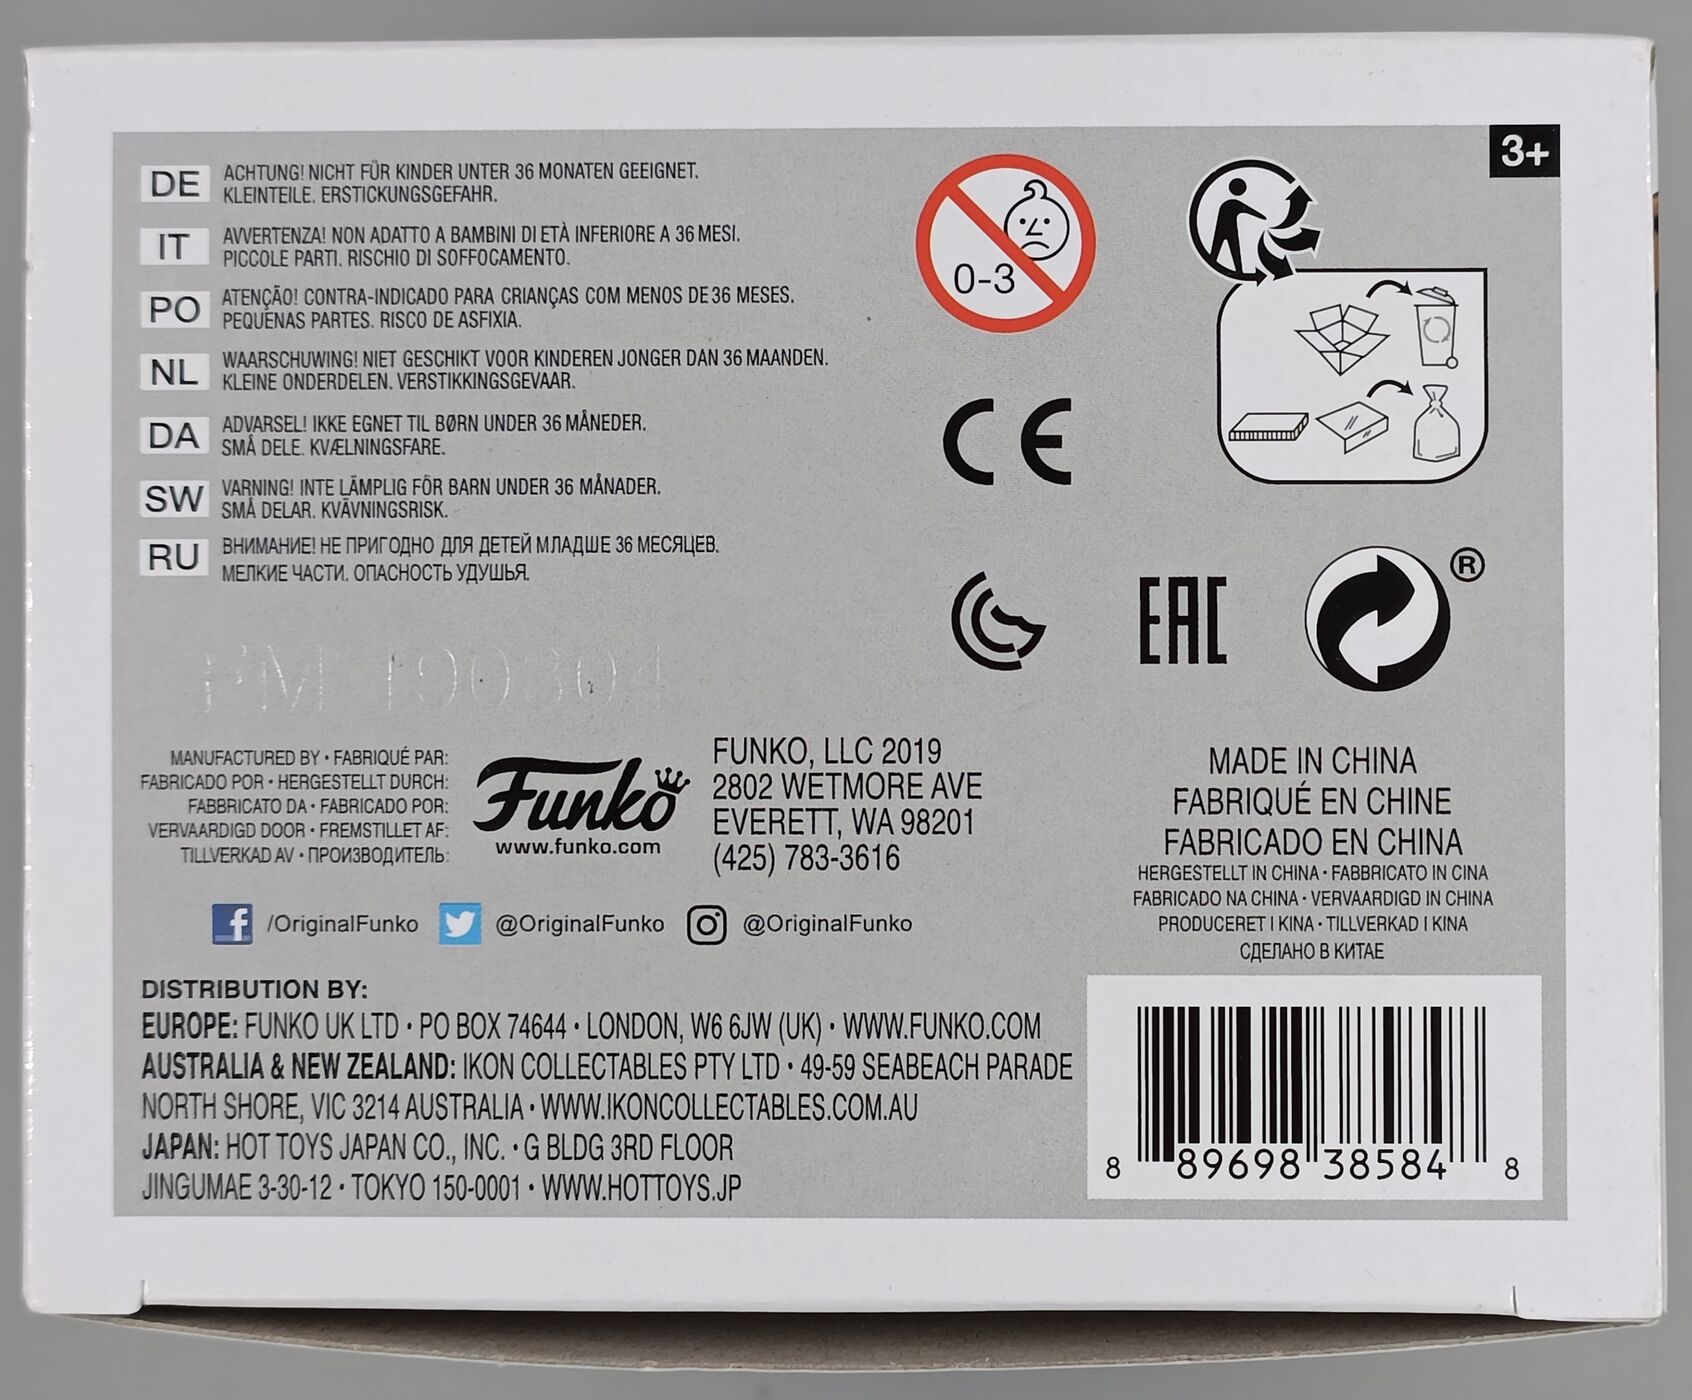 3+
DE
ACHTUNG! NICHT FÜR KINDER UNTER 36 MONATEN GEEIGNET.
KLEINTEILE. ERSTICKUNGSGEFAHR.
IT
AVVERTENZA! NON ADATTO A BAMBINI DI ETÀ INFERIORE A 36 MESI.
PICCOLE PARTI. RISCHIO DI SOFFOCAMENTO.
PO
ATENÇÃO! CONTRA-INDICADO PARA CRIANÇAS COM MENOS DE 36 MESES.
PEQUENAS PARTES. RISCO DE ASFIXIA.
NL
WAARSCHUWING! NIET GESCHIKT VOOR KINDEREN JONGER DAN 36 MAANDEN.
KLEINE ONDERDELEN. VERSTIKKINGSGEVAAR.
DA
ADVARSEL! IKKE EGNET TIL BØRN UNDER 36 MÅNEDER.
SMÅ DELE. KVÆLNINGSFARE.
SW
VARNING! INTE LÄMPLIG FÖR BARN UNDER 36 MÅNADER.
SMÅ DELAR. KVÄVNINGSRISK.
RU
ВНИМАНИЕ! НЕ ПРИГОДНО ДЛЯ ДЕТЕЙ МЛАДШЕ 36 МЕСЯЦЕВ.
МЕЛКИЕ ЧАСТИ. ОПАСНОСТЬ УДУШЬЯ.
0-3
CE
EAC
®
FM 190804
MANUFACTURED BY • FABRIQUÉ PAR:
FABRICADO POR • HERGESTELLT DURCH:
FABBRICATO DA • FABRICADO POR:
VERVAARDIGD DOOR • FREMSTILLET AF:
TILLVERKAD AV • ПРОИЗВОДИТЕЛЬ:
Funko
www.funko.com
FUNKO, LLC 2019
2802 WETMORE AVE
EVERETT, WA 98201
(425) 783-3616
MADE IN CHINA
FABRIQUÉ EN CHINE
FABRICADO EN CHINA
HERGESTELLT IN CHINA • FABBRICATO IN CINA
FABRICADO NA CHINA • VERVAARDIGD IN CHINA
PRODUCERET I KINA • TILLVERKAD I KINA
СДЕЛАНО В КИТАЕ
/OriginalFunko @OriginalFunko @OriginalFunko
DISTRIBUTION BY:
EUROPE: FUNKO UK LTD • PO BOX 74644 • LONDON, W6 6JW (UK) • WWW.FUNKO.COM
AUSTRALIA & NEW ZEALAND: IKON COLLECTABLES PTY LTD • 49-59 SEABEACH PARADE
NORTH SHORE, VIC 3214 AUSTRALIA • WWW.IKONCOLLECTABLES.COM.AU
JAPAN: HOT TOYS JAPAN CO., INC. • G BLDG 3RD FLOOR
JINGUMAE 3-30-12 • TOKYO 150-0001 • WWW.HOTTOYS.JP
8 89698 38584 8